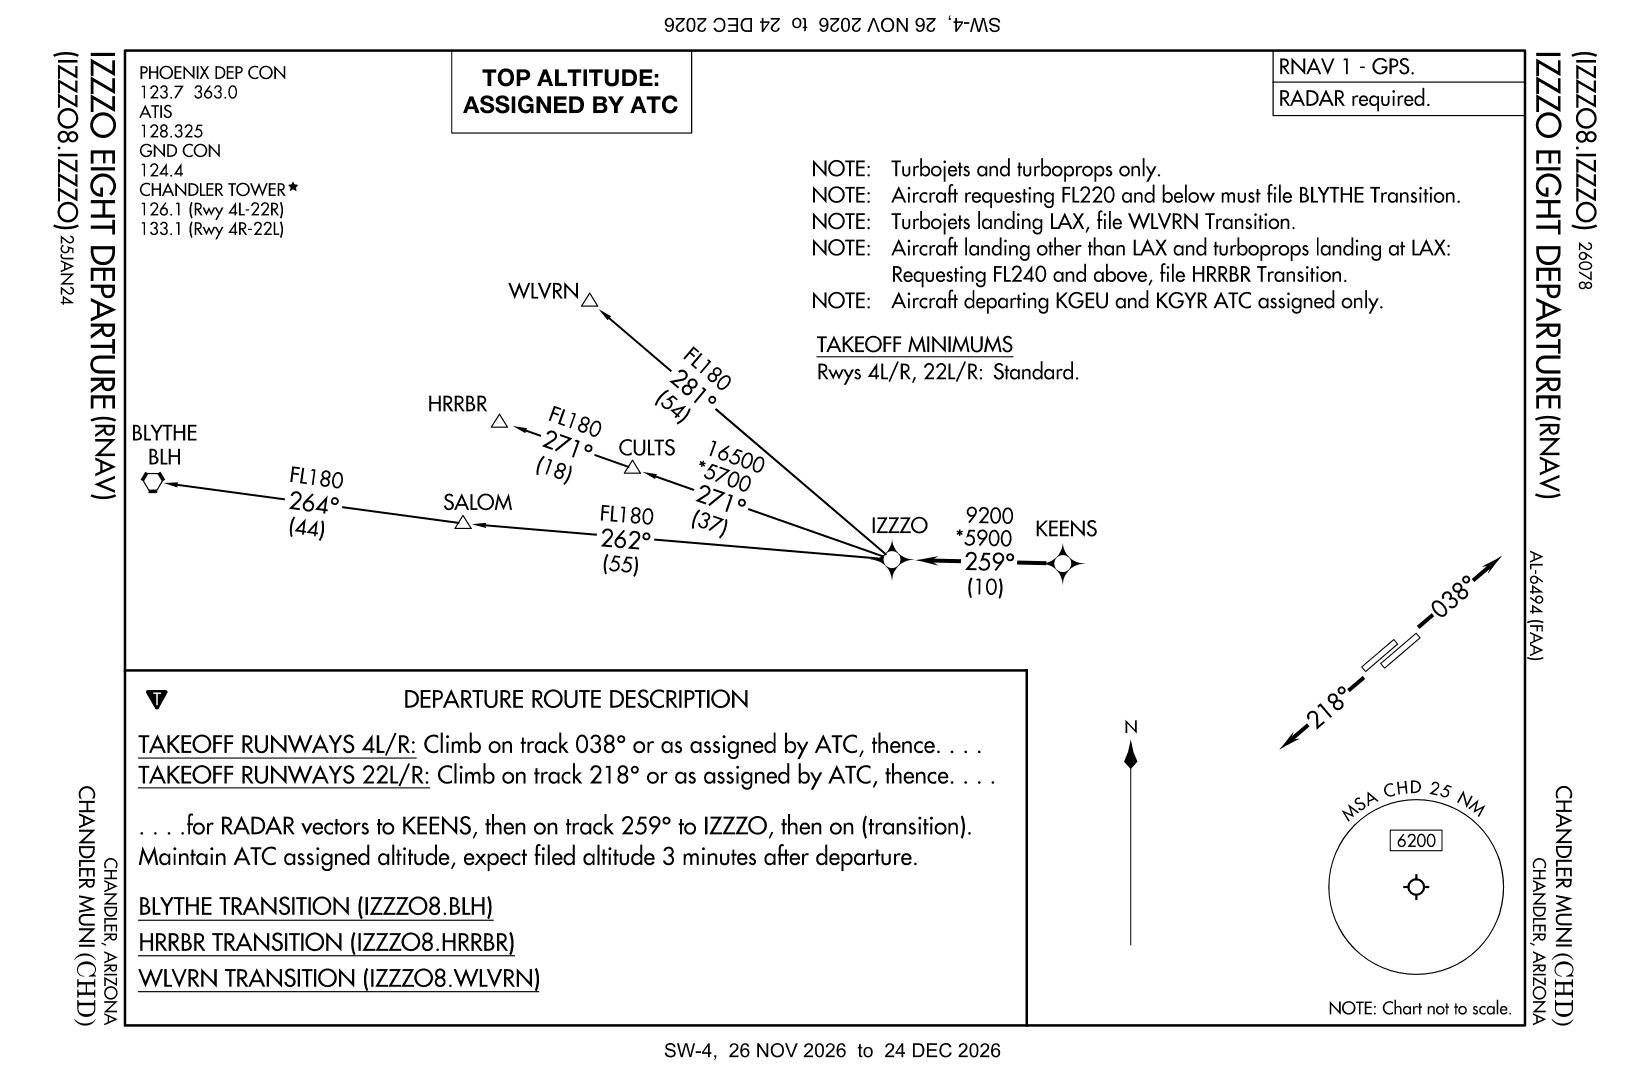 SW-4, 26 NOV 2026 to 24 DEC 2026
(IZZZO8.IZZZO) 25JAN24
IZZZO EIGHT DEPARTURE (RNAV)
CHANDLER MUNI (CHD)
CHANDLER, ARIZONA
PHOENIX DEP CON
123.7 363.0
ATIS
128.325
GND CON
124.4
CHANDLER TOWER★
126.1 (Rwy 4L-22R)
133.1 (Rwy 4R-22L)
TOP ALTITUDE:
ASSIGNED BY ATC
RNAV 1 - GPS.
RADAR required.
NOTE: Turbojets and turboprops only.
NOTE: Aircraft requesting FL220 and below must file BLYTHE Transition.
NOTE: Turbojets landing LAX, file WLVRN Transition.
NOTE: Aircraft landing other than LAX and turboprops landing at LAX:
Requesting FL240 and above, file HRRBR Transition.
NOTE: Aircraft departing KGEU and KGYR ATC assigned only.
TAKEOFF MINIMUMS
Rwys 4L/R, 22L/R: Standard.
WLVRN
FL180
281°
(54)
HRRBR
FL180
271°
(18)
CULTS
16500
*5700
271°
(37)
BLYTHE
BLH
FL180
264°
(44)
SALOM
FL180
262°
(55)
IZZZO
9200
*5900
259°
(10)
KEENS
038°
218°
N
MSA CHD 25 NM
6200
NOTE: Chart not to scale.
T
DEPARTURE ROUTE DESCRIPTION
TAKEOFF RUNWAYS 4L/R: Climb on track 038° or as assigned by ATC, thence. . . .
TAKEOFF RUNWAYS 22L/R: Climb on track 218° or as assigned by ATC, thence. . . .
. . . .for RADAR vectors to KEENS, then on track 259° to IZZZO, then on (transition).
Maintain ATC assigned altitude, expect filed altitude 3 minutes after departure.
BLYTHE TRANSITION (IZZZO8.BLH)
HRRBR TRANSITION (IZZZO8.HRRBR)
WLVRN TRANSITION (IZZZO8.WLVRN)
(IZZZO8.IZZZO) 26078
IZZZO EIGHT DEPARTURE (RNAV)
AL-6494 (FAA)
CHANDLER MUNI (CHD)
CHANDLER, ARIZONA
SW-4, 26 NOV 2026 to 24 DEC 2026